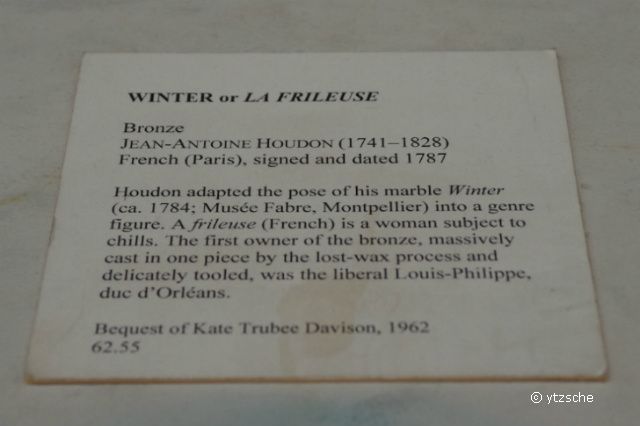 WINTER or LA FRILEUSE
Bronze
JEAN-ANTOINE HOUDON (1741–1828)
French (Paris), signed and dated 1787
Houdon adapted the pose of his marble Winter
(ca. 1784; Musée Fabre, Montpellier) into a genre
figure. A frileuse (French) is a woman subject to
chills. The first owner of the bronze, massively
cast in one piece by the lost-wax process and
delicately tooled, was the liberal Louis-Philippe,
duc d'Orléans.
Bequest of Kate Trubee Davison, 1962
62.55
© ytzsche